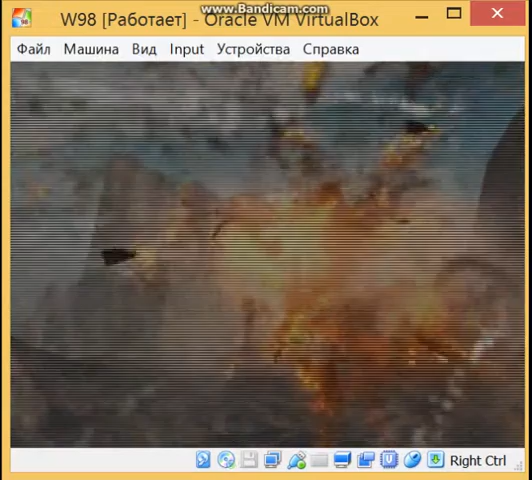 www.Bandicam.com
W98 [Работает] - Oracle VM VirtualBox
Файл Машина Вид Input Устройства Справка
Right Ctrl